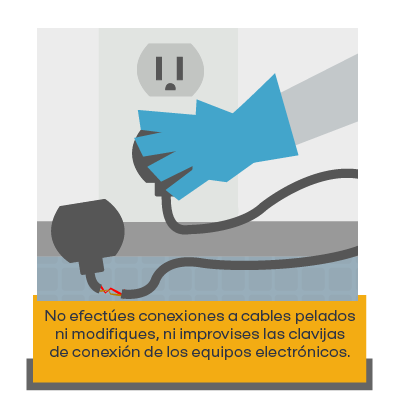 No efectúes conexiones a cables pelados
ni modifiques, ni improvises las clavijas
de conexión de los equipos electrónicos.